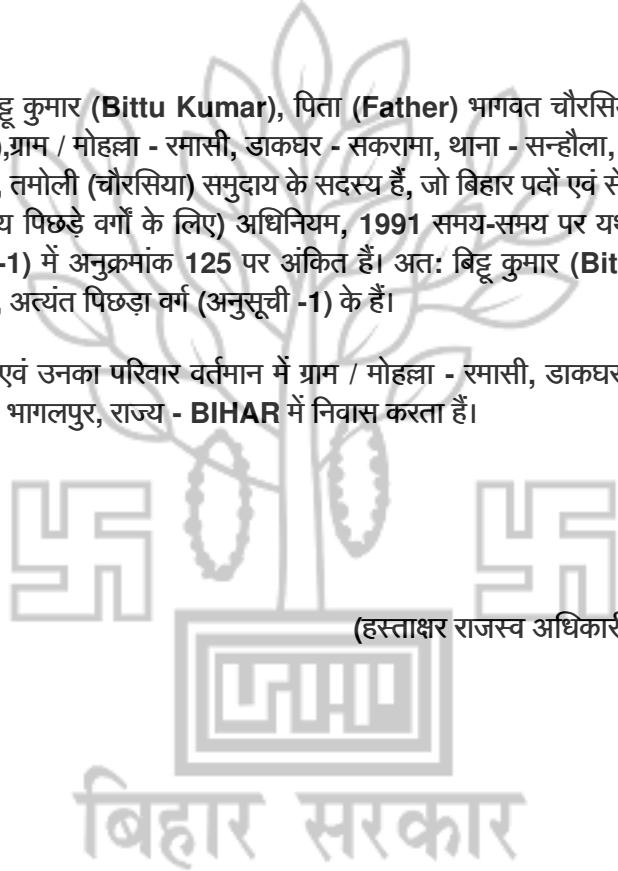 कुमार (Bittu Kumar), पिता (Father) भागवत
,ग्राम / मोहल्ला - रमासी, डाकघर - सकरामा, थाना - सन्हौला,
, तमोली (चौरसिया) समुदाय के सदस्य हैं, जो बिहार पदों एवं
पिछड़े वर्गों के लिए) अधिनियम, 1991 समय-समय पर
-1) में अनुक्रमांक 125 पर अंकित हैं। अत: बिट्टू कुमार (Bit
, अत्यंत पिछड़ा वर्ग (अनुसूची -1) के हैं।
एवं उनका परिवार वर्तमान में ग्राम / मोहल्ला - रमासी, डाकघर
भागलपुर, राज्य - BIHAR में निवास करता हैं।
(हस्ताक्षर राजस्व अधिकारी
बिहार सरकार